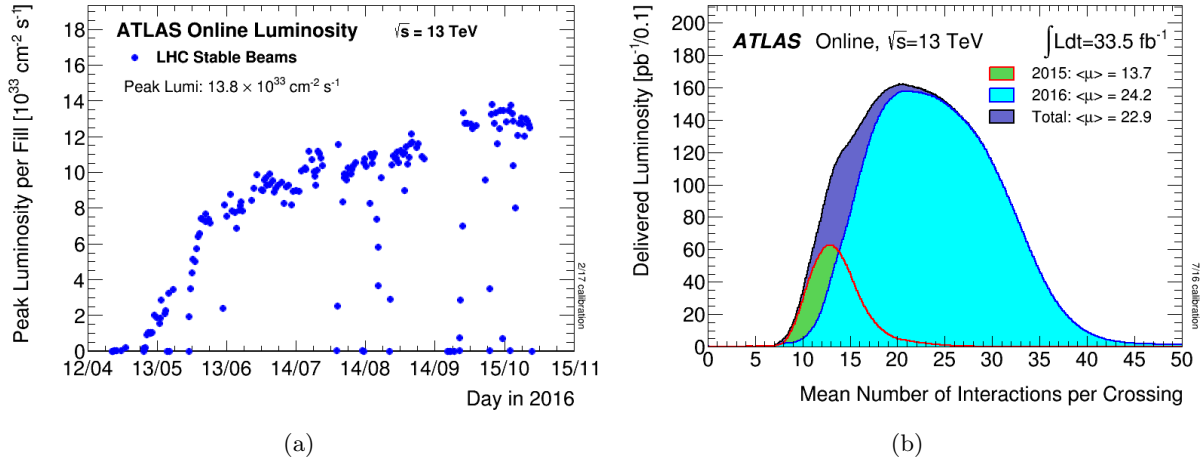 ATLAS Online Luminosity √s = 13 TeV
LHC Stable Beams
Peak Lumi: 13.8 × 10³³ cm⁻² s⁻¹
Peak Luminosity per Fill [10³³ cm⁻² s⁻¹]
18
16
14
12
10
8
6
4
2
0
12/04 13/05 13/06 14/07 14/08 14/09 15/10 15/11
Day in 2016
2/17 calibration
(a)
ATLAS Online, √s=13 TeV ∫Ldt=33.5 fb⁻¹
2015: <μ> = 13.7
2016: <μ> = 24.2
Total: <μ> = 22.9
Delivered Luminosity [pb⁻¹/0.1]
200
180
160
140
120
100
80
60
40
20
0
0 5 10 15 20 25 30 35 40 45 50
Mean Number of Interactions per Crossing
7/16 calibration
(b)